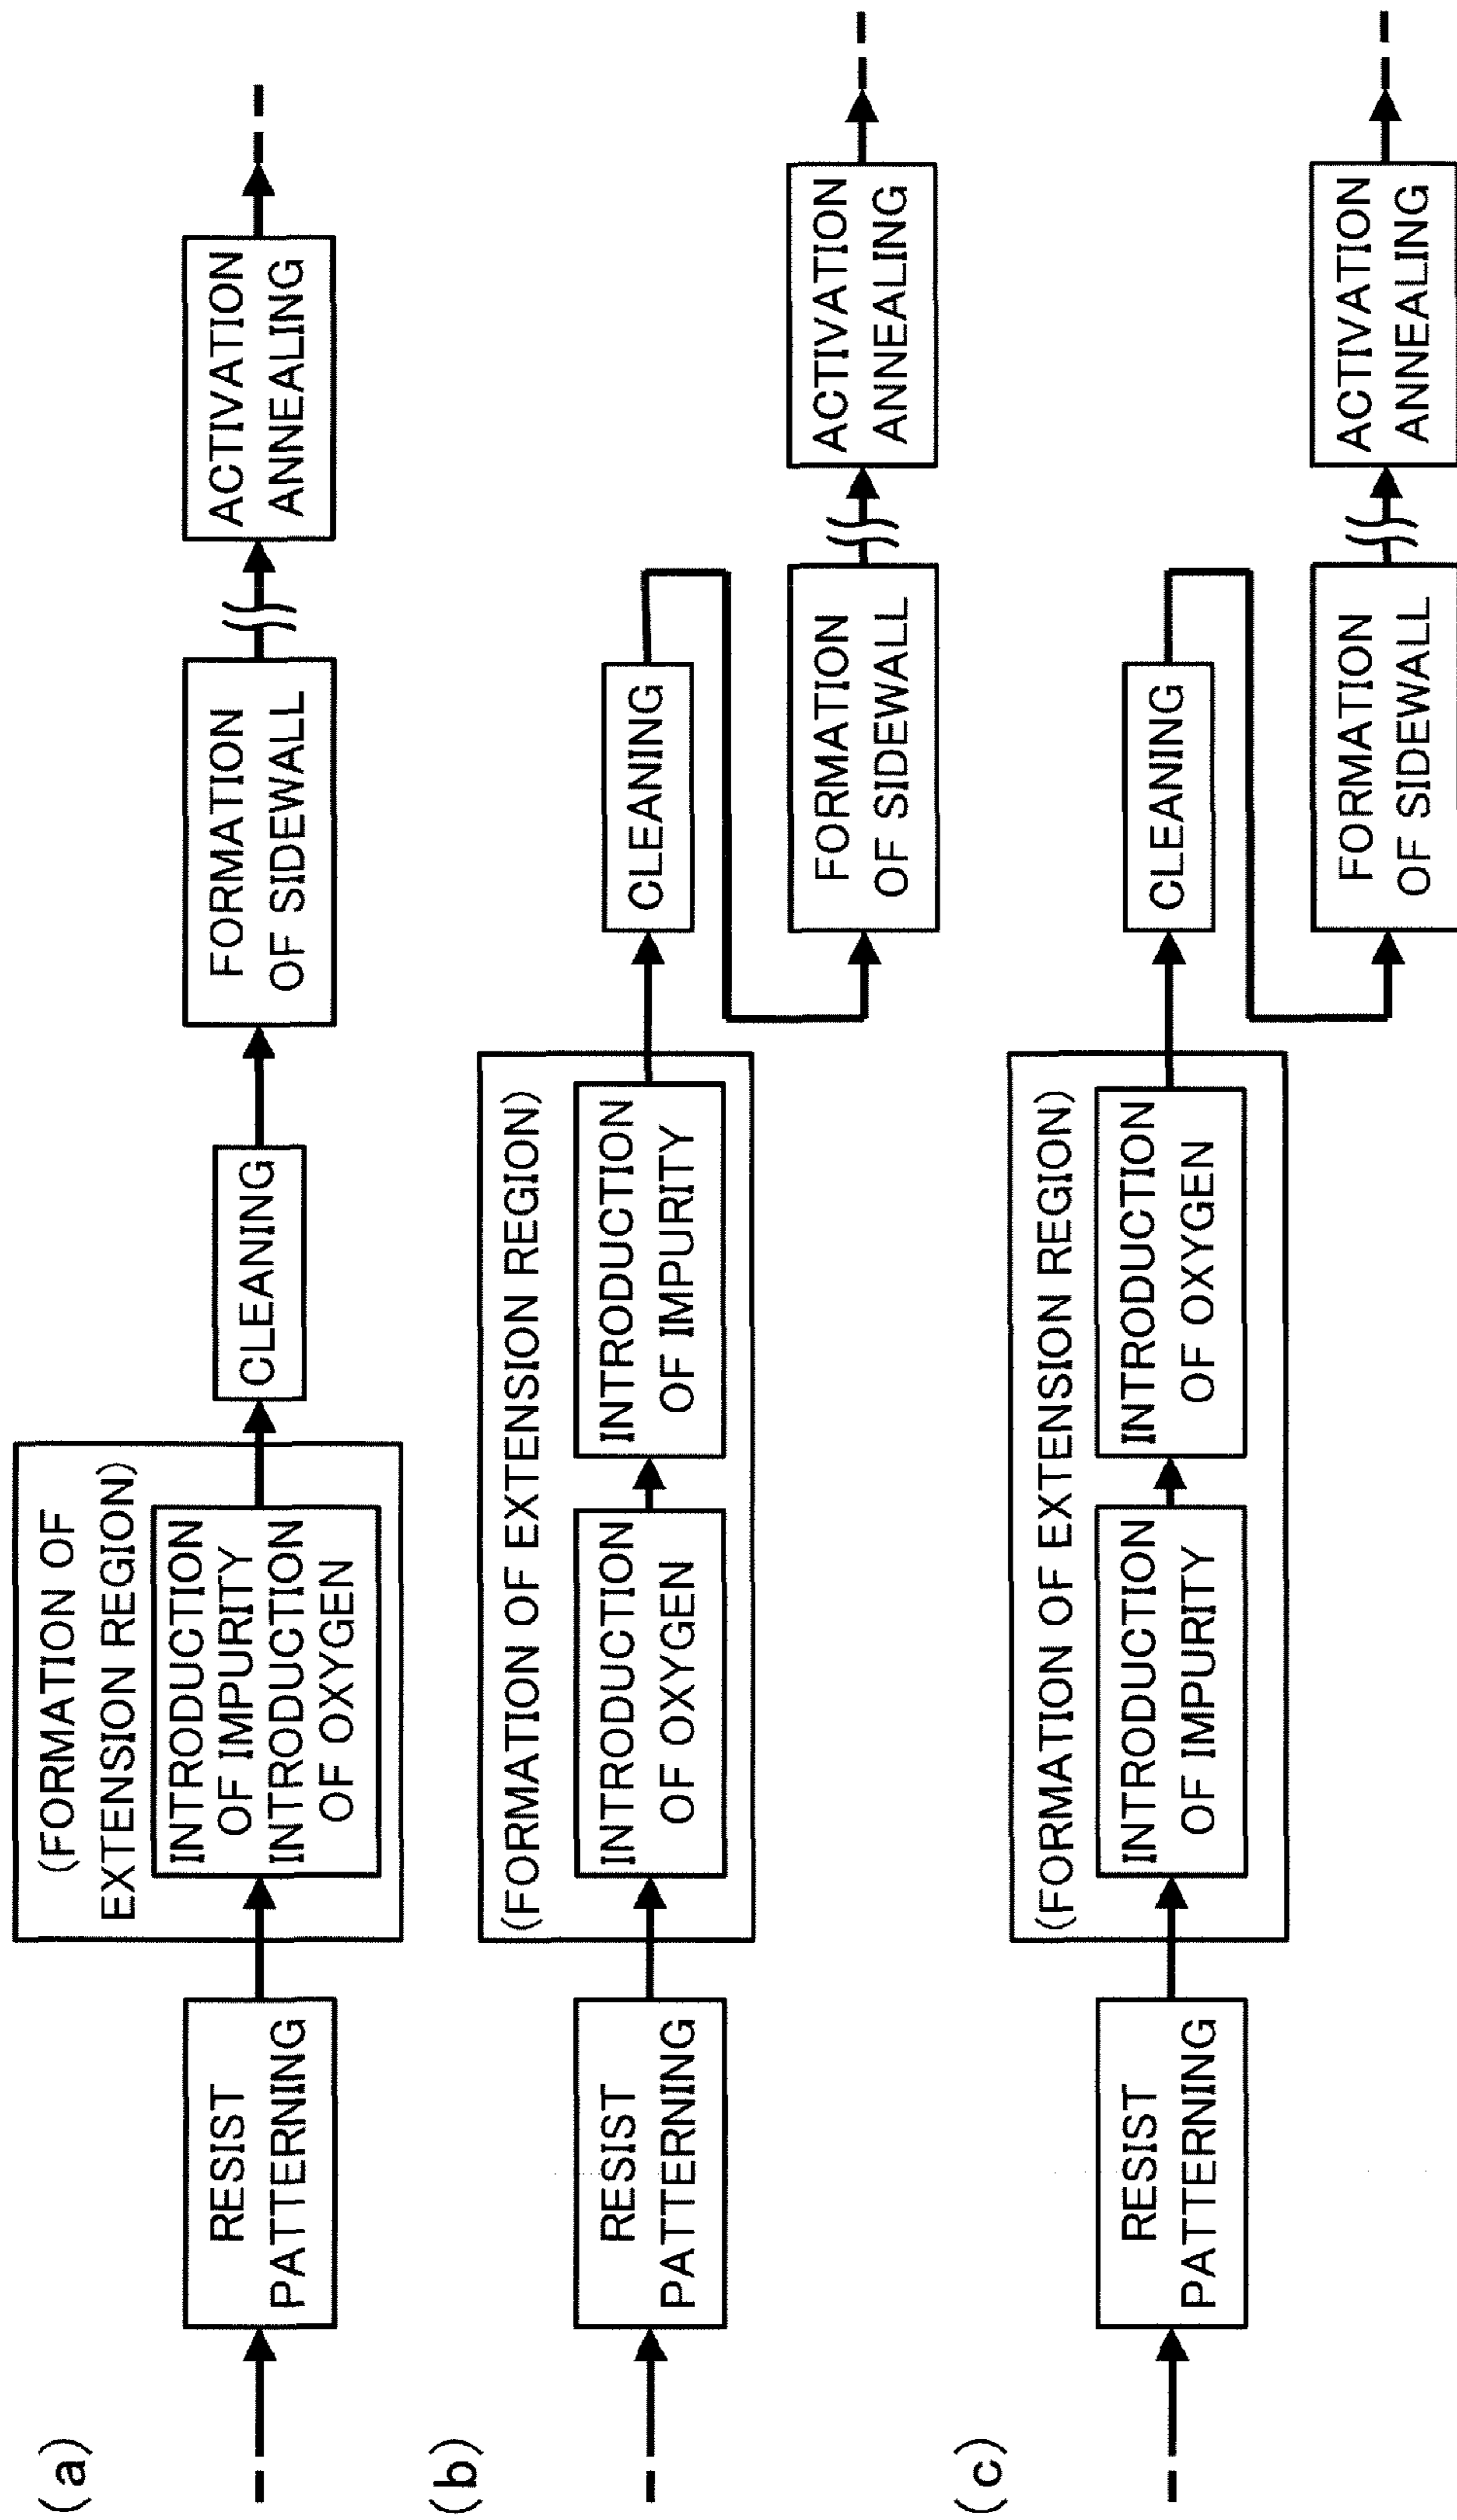 (a)
RESIST
PATTERNING
(FORMATION OF
EXTENSION REGION)
INTRODUCTION
OF IMPURITY
INTRODUCTION
OF OXYGEN
CLEANING
FORMATION
OF SIDEWALL
ACTIVATION
ANNEALING
(b)
RESIST
PATTERNING
(FORMATION OF EXTENSION REGION)
INTRODUCTION
OF OXYGEN
INTRODUCTION
OF IMPURITY
CLEANING
FORMATION
OF SIDEWALL
ACTIVATION
ANNEALING
(c)
RESIST
PATTERNING
(FORMATION OF EXTENSION REGION)
INTRODUCTION
OF IMPURITY
INTRODUCTION
OF OXYGEN
CLEANING
FORMATION
OF SIDEWALL
ACTIVATION
ANNEALING